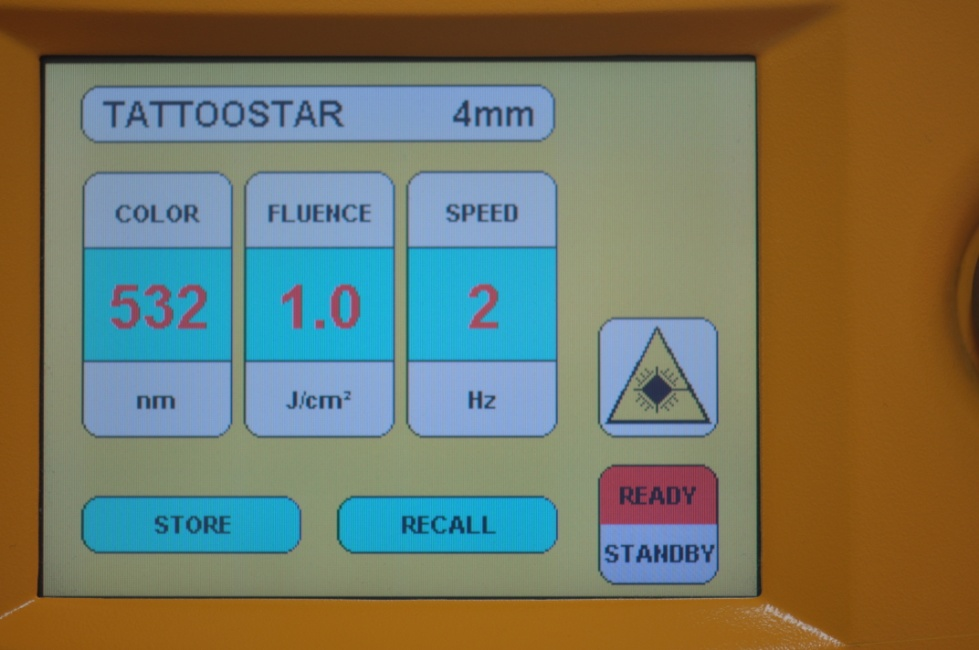 TATTOOSTAR 4mm
COLOR FLUENCE SPEED
532 1.0 2
nm J/cm² Hz
READY
STORE RECALL
STANDBY